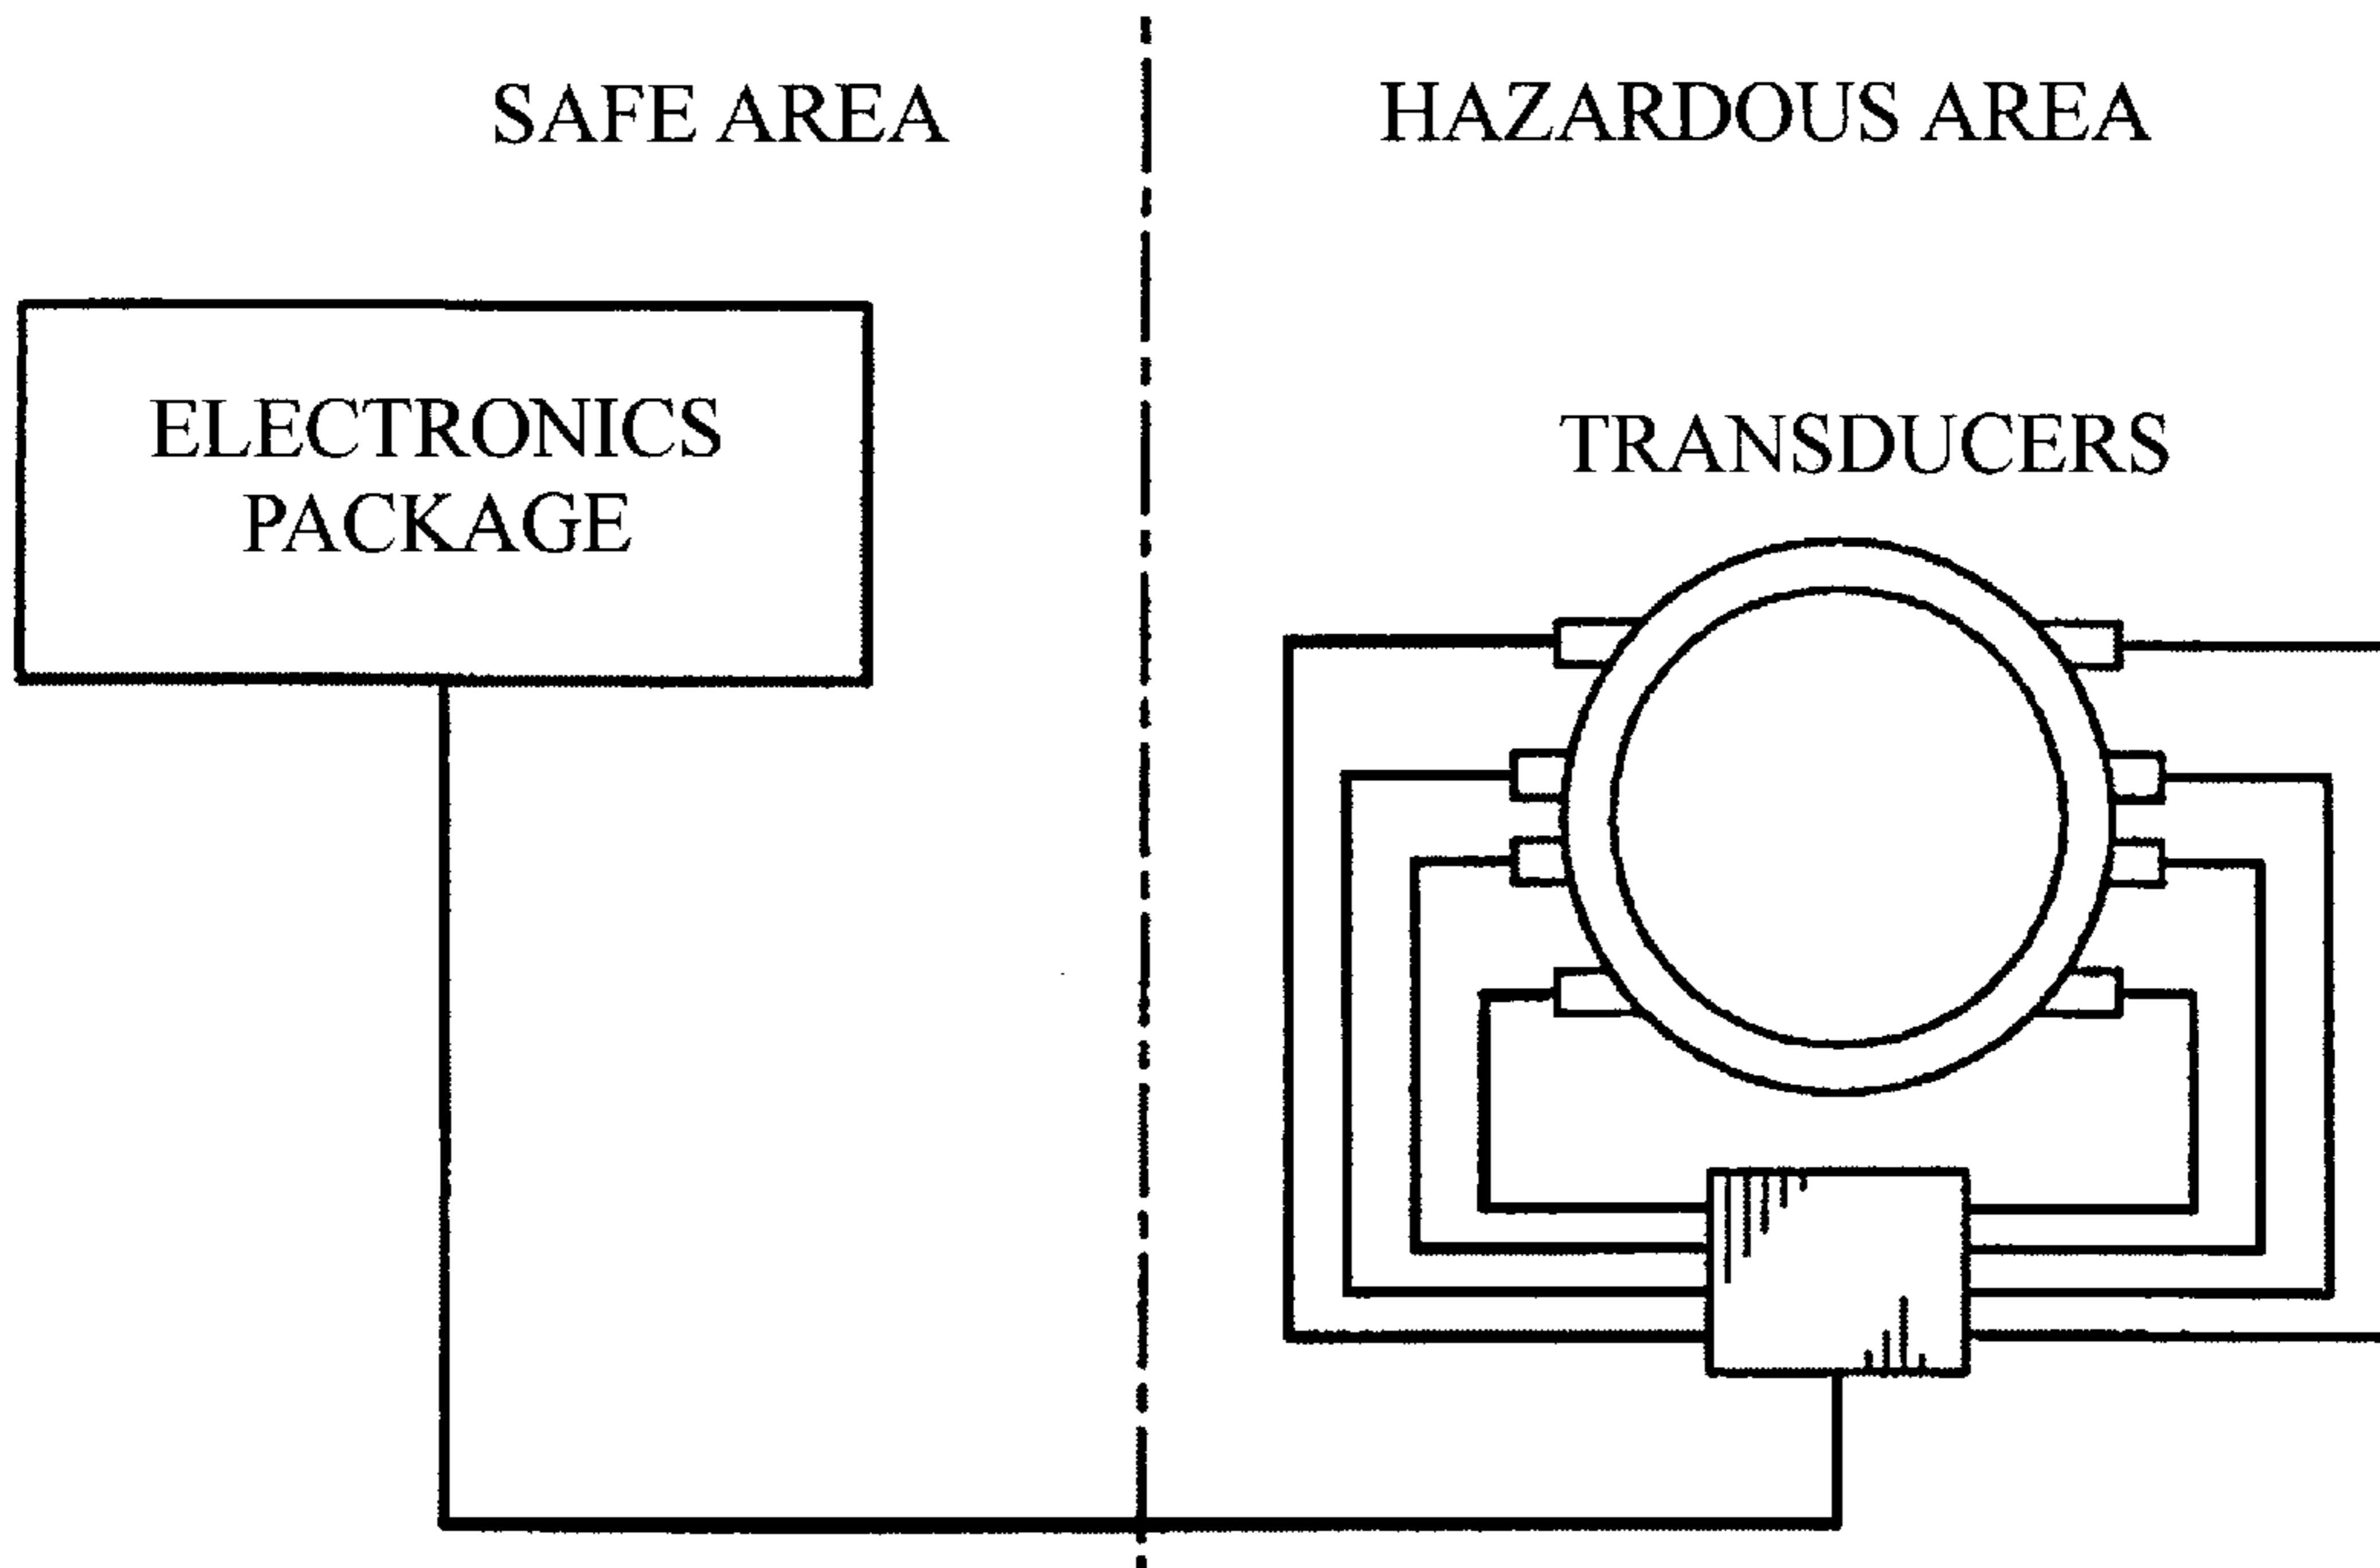 SAFE AREA
HAZARDOUS AREA
ELECTRONICS
PACKAGE
TRANSDUCERS